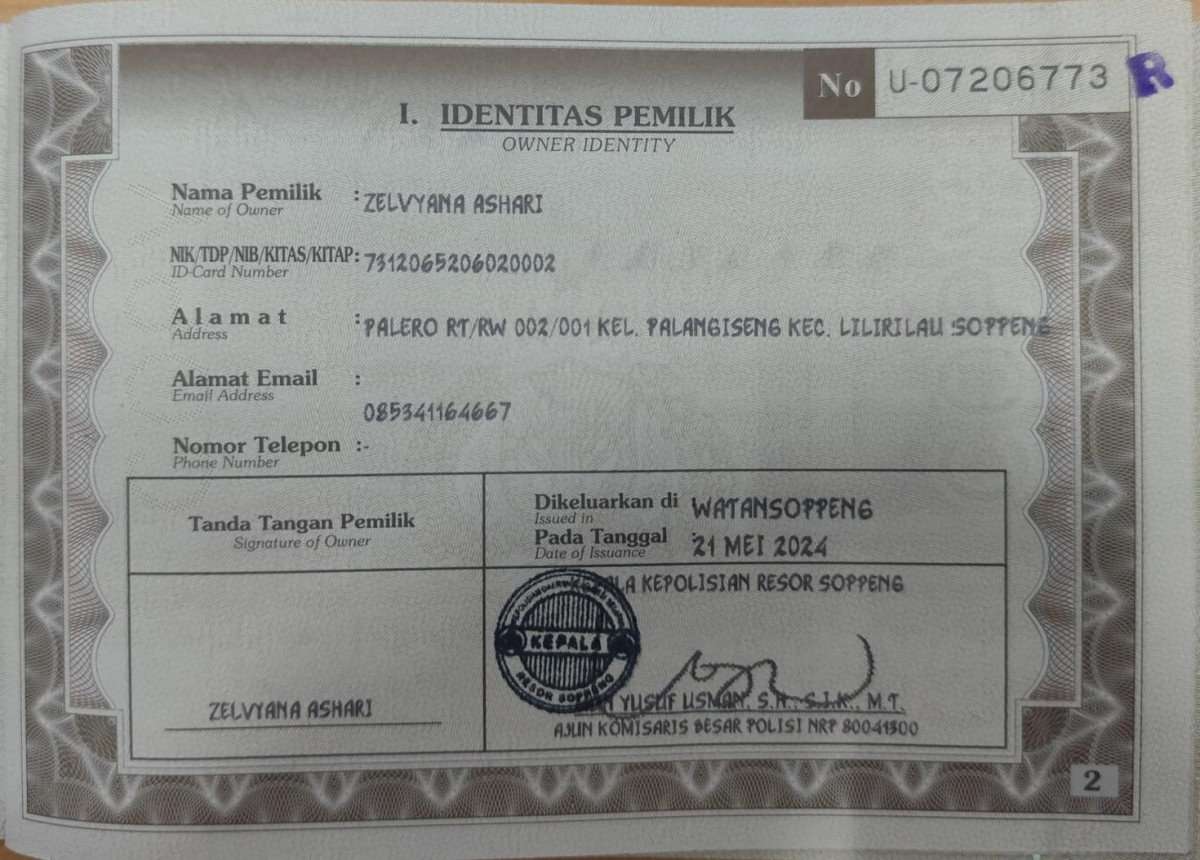 No U-07206773 R
I. IDENTITAS PEMILIK
OWNER IDENTITY
Nama Pemilik : ZELVYANA ASHARI
Name of Owner
NIK/TDP/NIB/KITAS/KITAP: 7312065206020002
ID-Card Number
Alamat : PALERO RT/RW 002/001 KEL. PALANGISENG KEC. LILIRILAU SOPPENG
Address
Alamat Email :
Email Address
085341164667
Nomor Telepon :-
Phone Number
Tanda Tangan Pemilik
Signature of Owner
Dikeluarkan di WATANSOPPENG
Issued in
Pada Tanggal : 21 MEI 2024
Date of Issuance
KEPOLISIAN RESOR SOPPENG
KEPALA
RESOR SOPPENG
ZELVYANA ASHARI
YUSUF USMAN, S.H., S.I.K., M.T.
AJUN KOMISARIS BESAR POLISI NRP 80041300
2